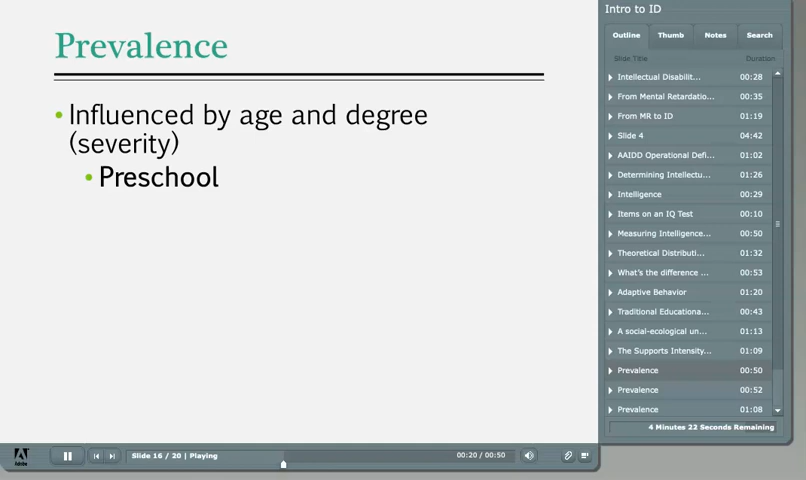 Prevalence
• Influenced by age and degree
(severity)
• Preschool
Intro to ID
Outline Thumb Notes Search
Slide Title Duration
Intellectual Disabilit... 00:28
From Mental Retardatio... 00:35
From MR to ID 01:19
Slide 4 04:42
AAIDD Operational Defi... 01:02
Determining Intellectu... 01:26
Intelligence 00:29
Items on an IQ Test 00:10
Measuring Intelligence... 00:50
Theoretical Distributi... 01:32
What's the difference ... 00:53
Adaptive Behavior 01:20
Traditional Educationa... 00:43
A social-ecological un... 01:13
The Supports Intensity... 01:09
Prevalence 00:50
Prevalence 00:52
Prevalence 01:08
4 Minutes 22 Seconds Remaining
Adobe
Slide 16 / 20 | Playing 00:20 / 00:50